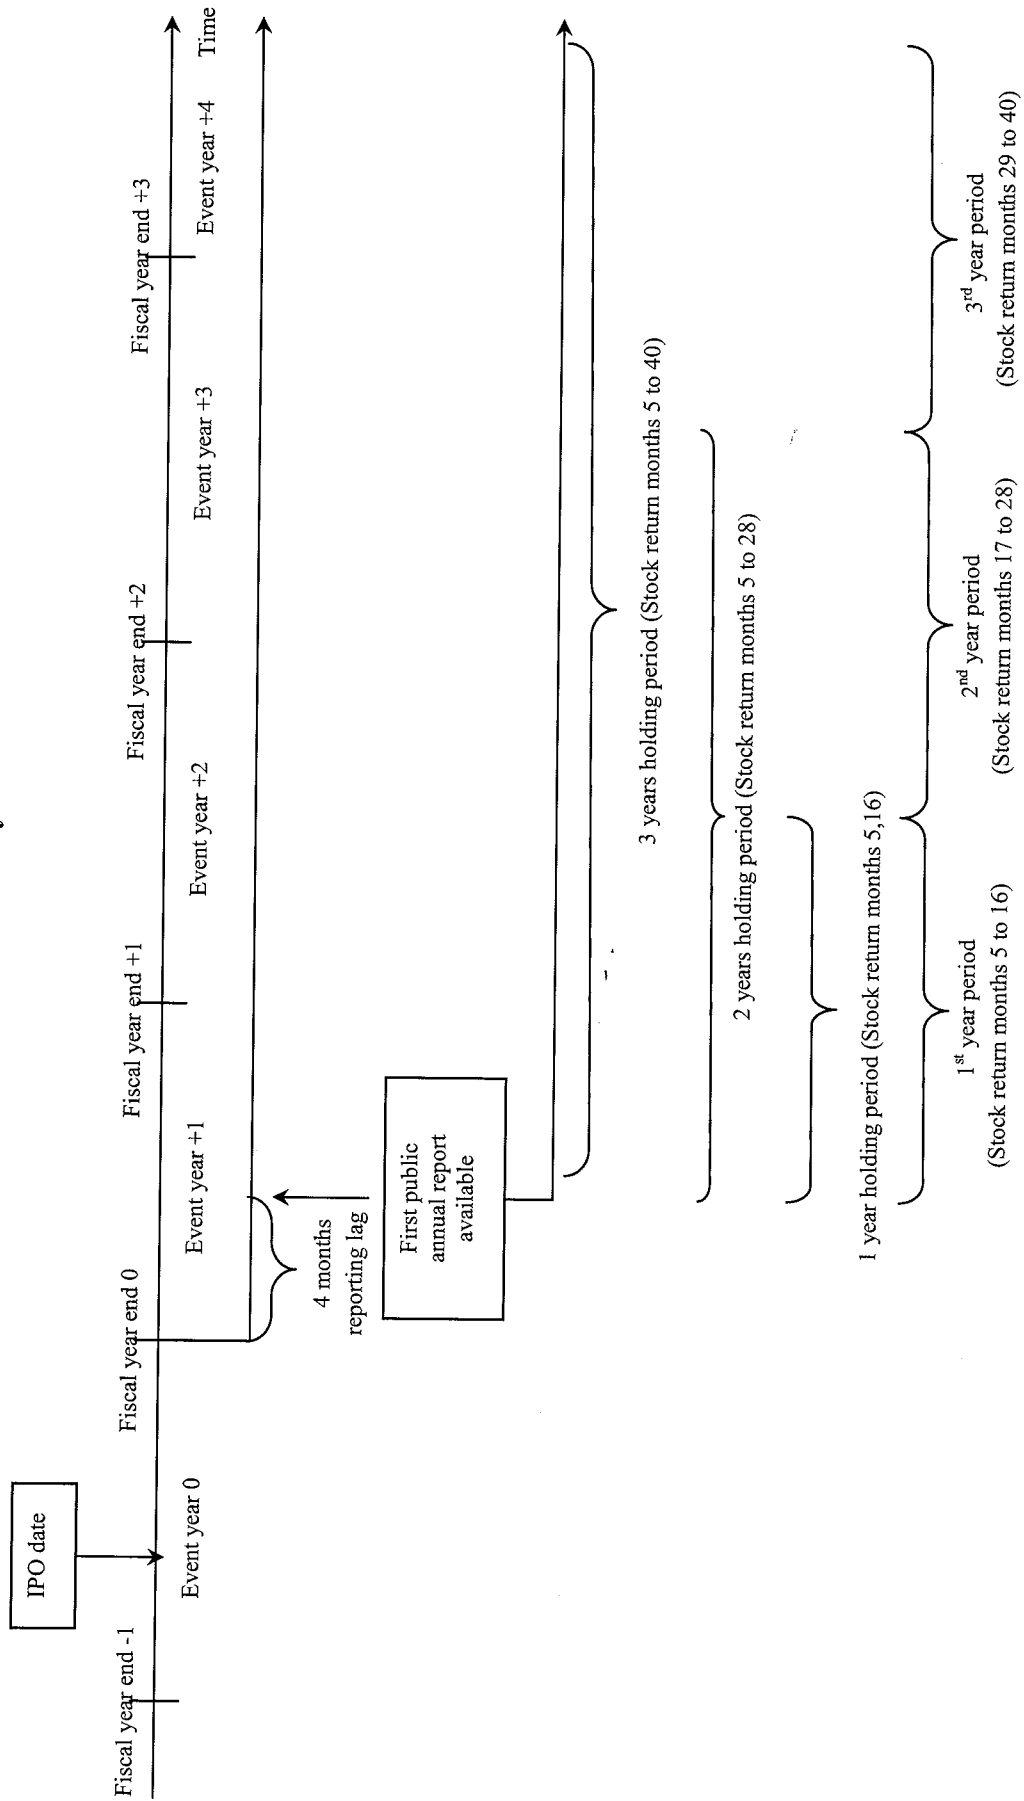 IPO date
Fiscal year end -1
Fiscal year end 0
Fiscal year end +1
Fiscal year end +2
Fiscal year end +3
Event year 0
Event year +1
Event year +2
Event year +3
Event year +4
Time
4 months
reporting lag
First public
annual report
available
3 years holding period (Stock return months 5 to 40)
2 years holding period (Stock return months 5 to 28)
1 year holding period (Stock return months 5,16)
1st year period
(Stock return months 5 to 16)
2nd year period
(Stock return months 17 to 28)
3rd year period
(Stock return months 29 to 40)